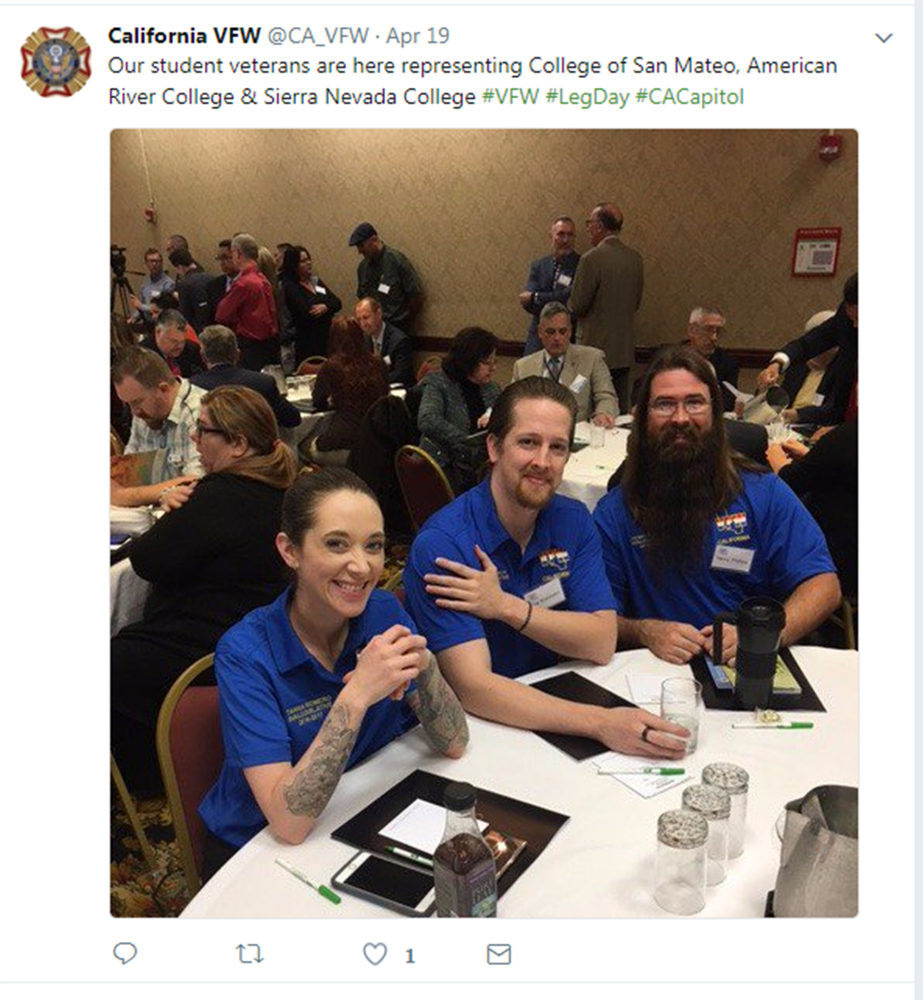 California VFW @CA_VFW · Apr 19
Our student veterans are here representing College of San Mateo, American
River College & Sierra Nevada College #VFW #LegDay #CACapitol
VFW
CALIFORNIA
VFW
1